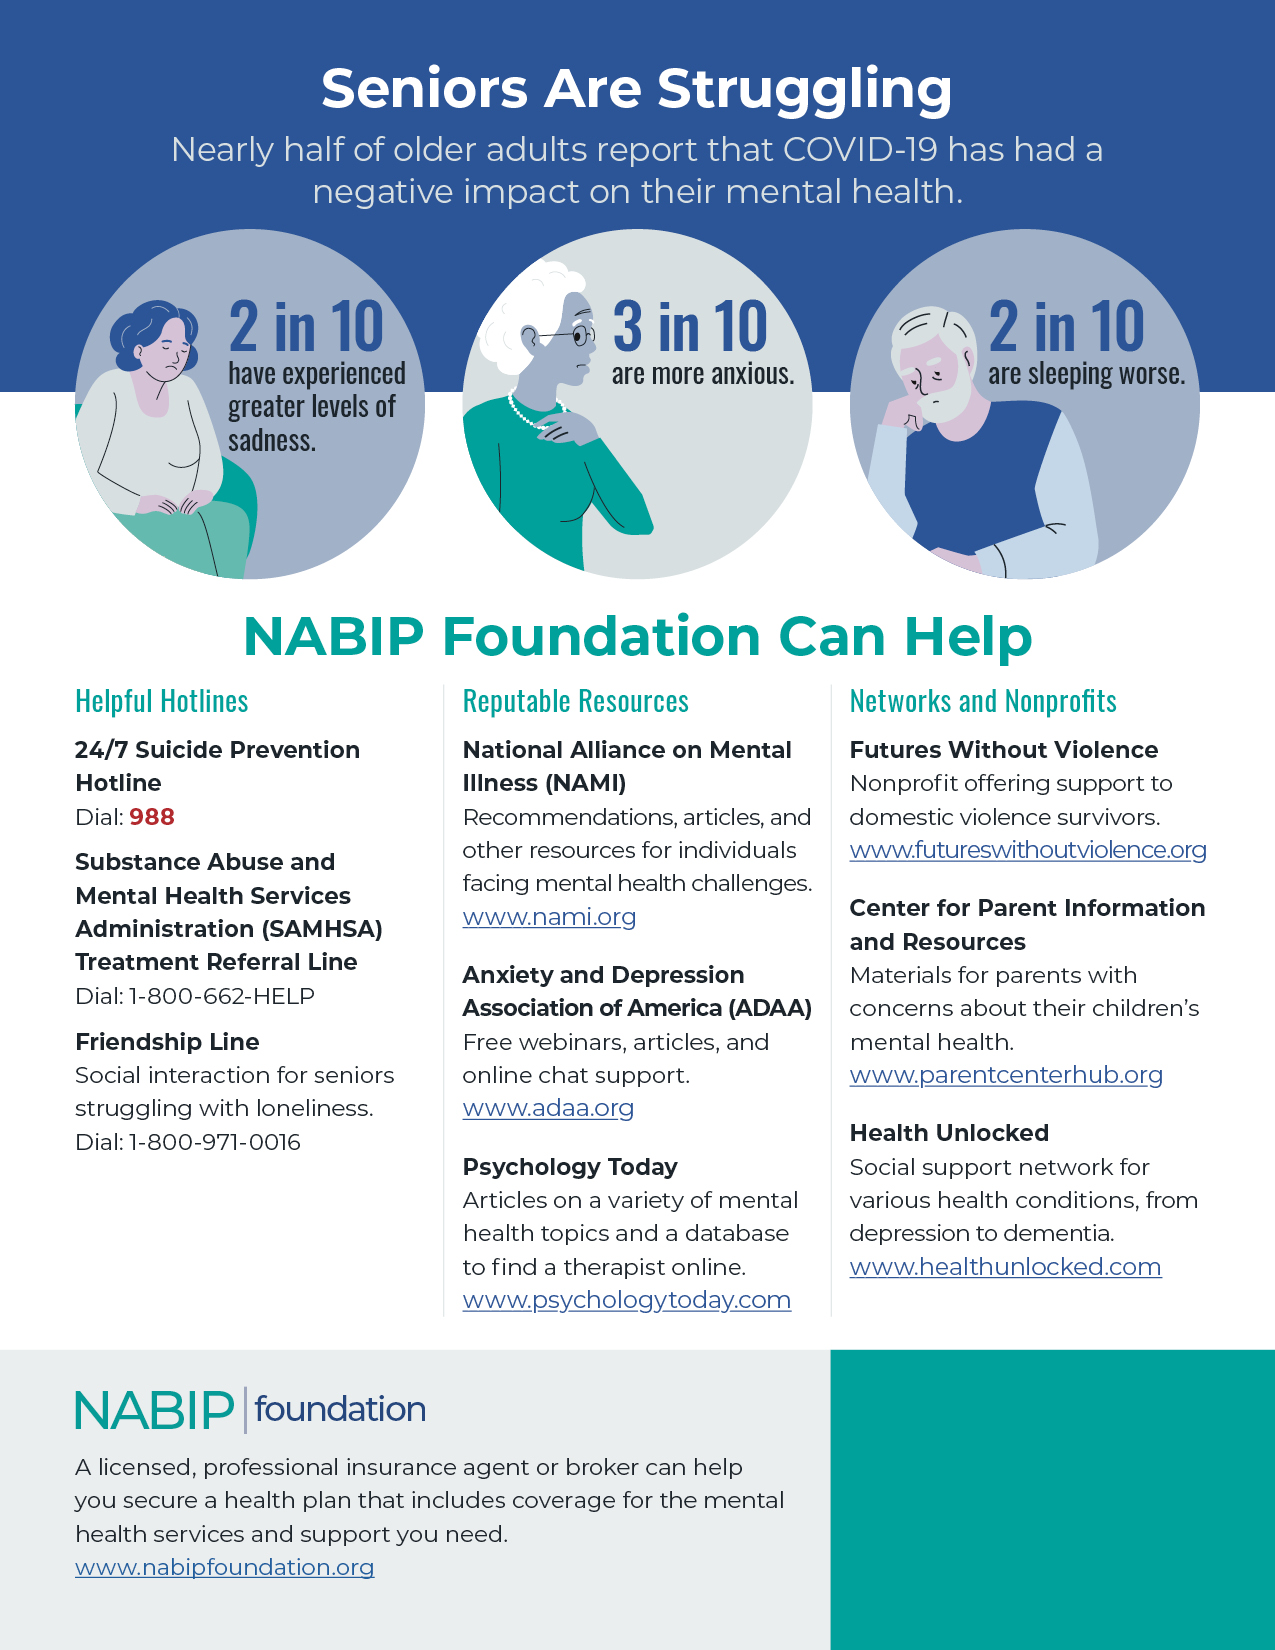 Seniors Are Struggling
Nearly half of older adults report that COVID-19 has had a
negative impact on their mental health.
2 in 10
have experienced
greater levels of
sadness.
3 in 10
are more anxious.
2 in 10
are sleeping worse.
NABIP Foundation Can Help
Helpful Hotlines
24/7 Suicide Prevention
Hotline
Dial: 988
Substance Abuse and
Mental Health Services
Administration (SAMHSA)
Treatment Referral Line
Dial: 1-800-662-HELP
Friendship Line
Social interaction for seniors
struggling with loneliness.
Dial: 1-800-971-0016
Reputable Resources
National Alliance on Mental
Illness (NAMI)
Recommendations, articles, and
other resources for individuals
facing mental health challenges.
www.nami.org
Anxiety and Depression
Association of America (ADAA)
Free webinars, articles, and
online chat support.
www.adaa.org
Psychology Today
Articles on a variety of mental
health topics and a database
to find a therapist online.
www.psychologytoday.com
Networks and Nonprofits
Futures Without Violence
Nonprofit offering support to
domestic violence survivors.
www.futureswithoutviolence.org
Center for Parent Information
and Resources
Materials for parents with
concerns about their children’s
mental health.
www.parentcenterhub.org
Health Unlocked
Social support network for
various health conditions, from
depression to dementia.
www.healthunlocked.com
NABIP foundation
A licensed, professional insurance agent or broker can help
you secure a health plan that includes coverage for the mental
health services and support you need.
www.nabipfoundation.org